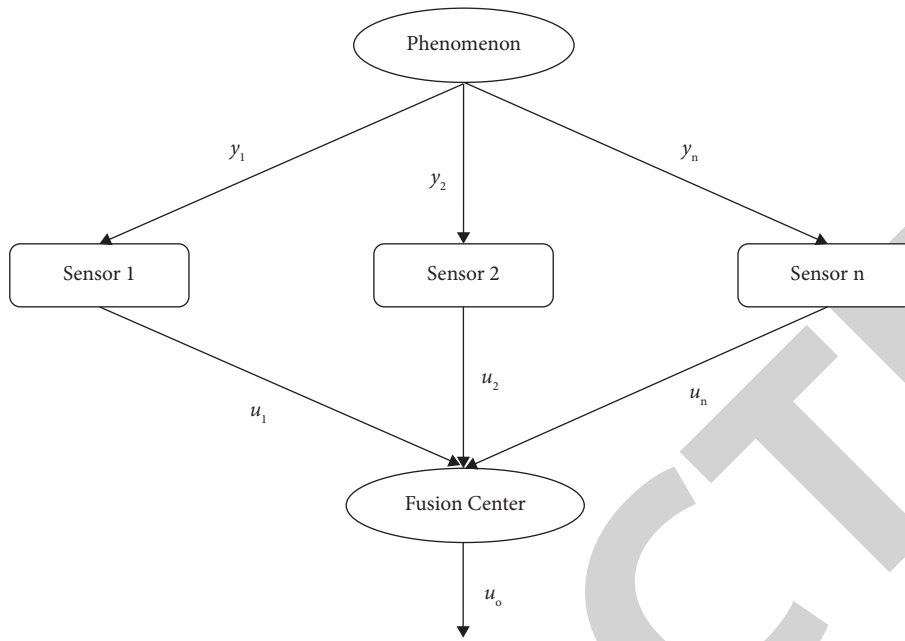 Phenomenon
y₁
y₂
yₙ
Sensor 1
Sensor 2
Sensor n
u₁
u₂
uₙ
Fusion Center
uₒ